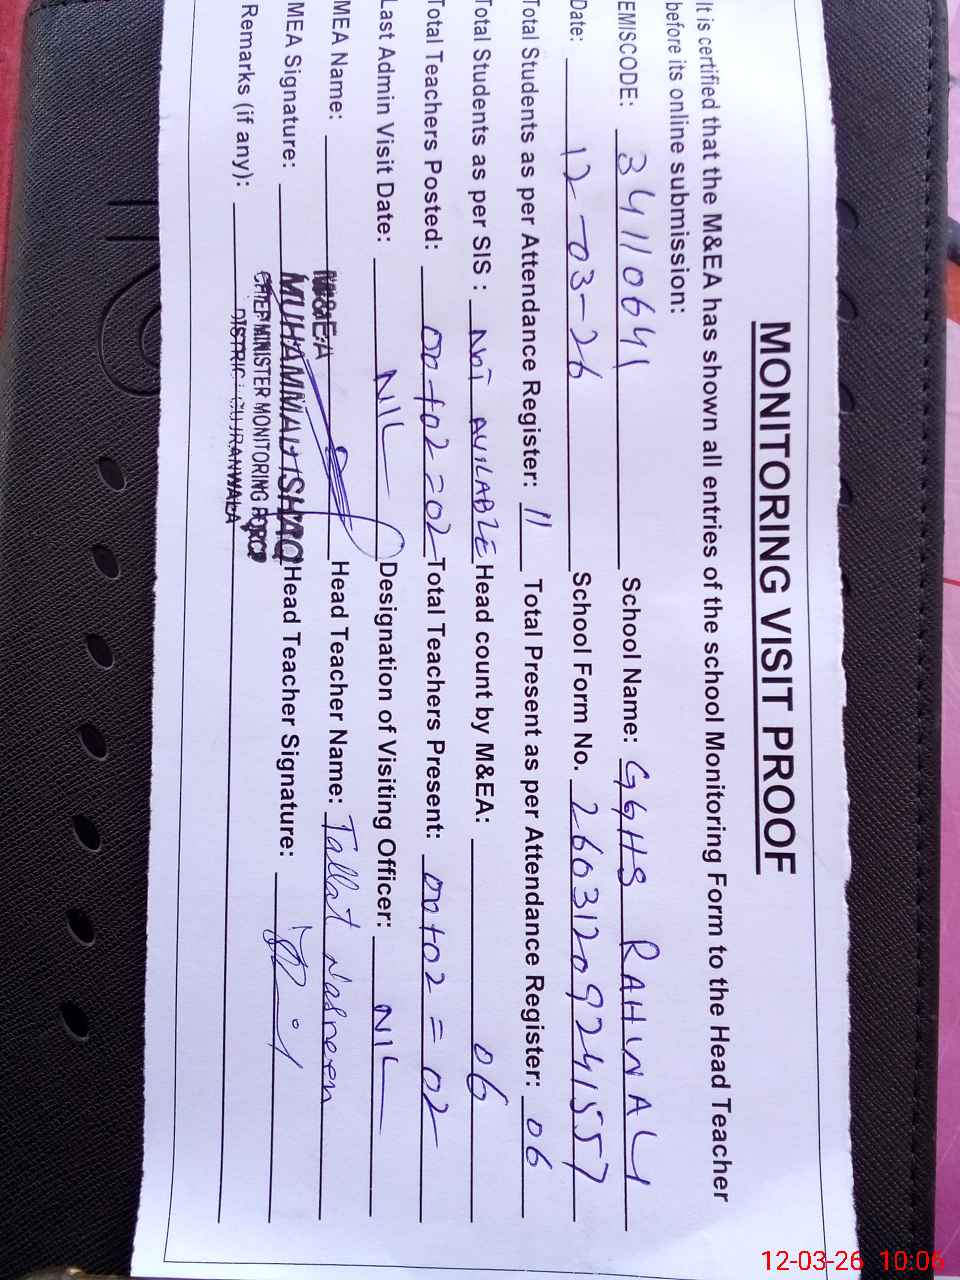 MONITORING VISIT PROOF
It is certified that the M&EA has shown all entries of the school Monitoring Form to the Head Teacher
before its online submission:
EMISCODE: 34110641 School Name: GGHS RAHWALI
Date: 12-03-26 School Form No. 26031209241557
Total Students as per Attendance Register: 11 Total Present as per Attendance Register: 06
Total Students as per SIS : NOT AVILABLE Head count by M&EA: 06
Total Teachers Posted: 00+02=02 Total Teachers Present: 00+02=02
Last Admin Visit Date: NIL Designation of Visiting Officer: NIL
MEA Name: M&E.A Head Teacher Name: Tallat Nasreen
MEA Signature: MUHAMMAD ISHAQ Head Teacher Signature:
CHIEF MINISTER MONITORING FORCE
Remarks (if any): DISTRICT GUJRANWALA
12-03-26 10:06